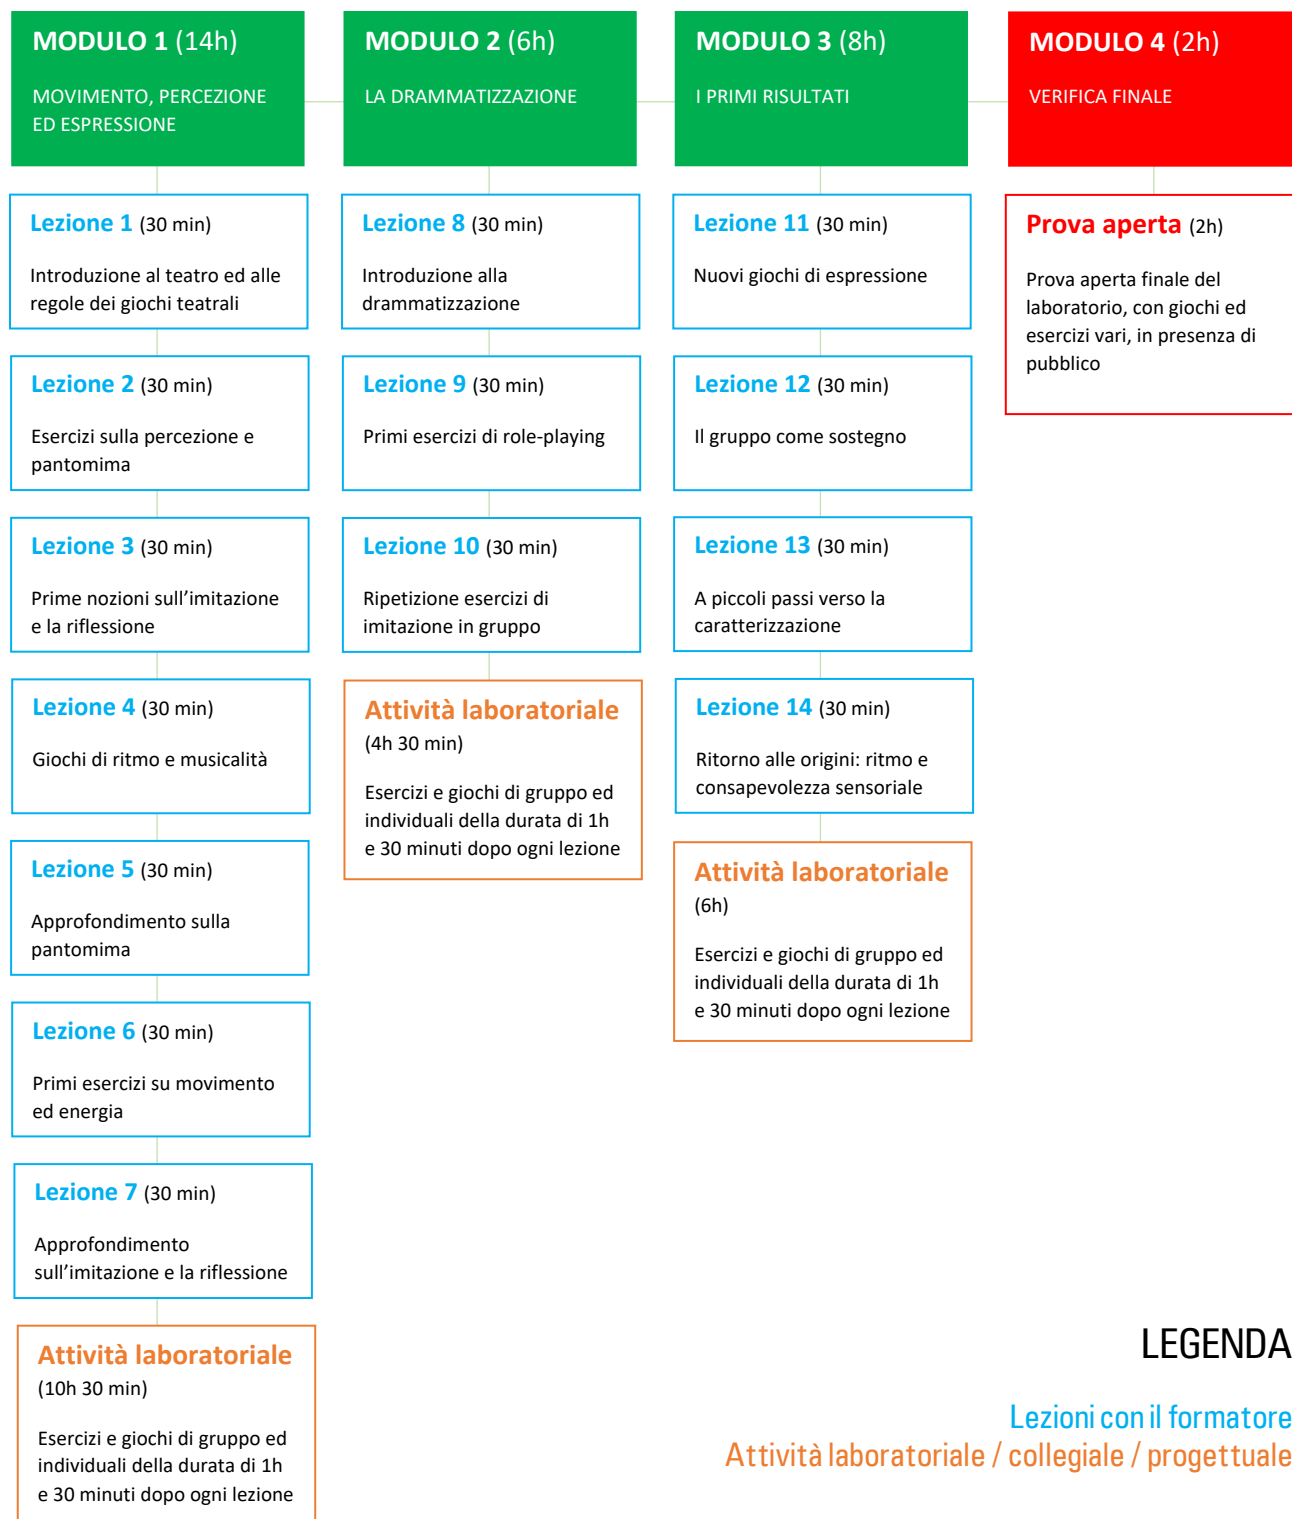 MODULO 1 (14h)
MOVIMENTO, PERCEZIONE
ED ESPRESSIONE
Lezione 1 (30 min)
Introduzione al teatro ed alle
regole dei giochi teatrali
Lezione 2 (30 min)
Esercizi sulla percezione e
pantomima
Lezione 3 (30 min)
Prime nozioni sull’imitazione
e la riflessione
Lezione 4 (30 min)
Giochi di ritmo e musicalità
Lezione 5 (30 min)
Approfondimento sulla
pantomima
Lezione 6 (30 min)
Primi esercizi su movimento
ed energia
Lezione 7 (30 min)
Approfondimento
sull’imitazione e la riflessione
Attività laboratoriale
(10h 30 min)
Esercizi e giochi di gruppo ed
individuali della durata di 1h
e 30 minuti dopo ogni lezione
MODULO 2 (6h)
LA DRAMMATIZZAZIONE
Lezione 8 (30 min)
Introduzione alla
drammatizzazione
Lezione 9 (30 min)
Primi esercizi di role-playing
Lezione 10 (30 min)
Ripetizione esercizi di
imitazione in gruppo
Attività laboratoriale
(4h 30 min)
Esercizi e giochi di gruppo ed
individuali della durata di 1h
e 30 minuti dopo ogni lezione
MODULO 3 (8h)
I PRIMI RISULTATI
Lezione 11 (30 min)
Nuovi giochi di espressione
Lezione 12 (30 min)
Il gruppo come sostegno
Lezione 13 (30 min)
A piccoli passi verso la
caratterizzazione
Lezione 14 (30 min)
Ritorno alle origini: ritmo e
consapevolezza sensoriale
Attività laboratoriale
(6h)
Esercizi e giochi di gruppo ed
individuali della durata di 1h
e 30 minuti dopo ogni lezione
MODULO 4 (2h)
VERIFICA FINALE
Prova aperta (2h)
Prova aperta finale del
laboratorio, con giochi ed
esercizi vari, in presenza di
pubblico
LEGENDA
Lezioni con il formatore
Attività laboratoriale / collegiale / progettuale